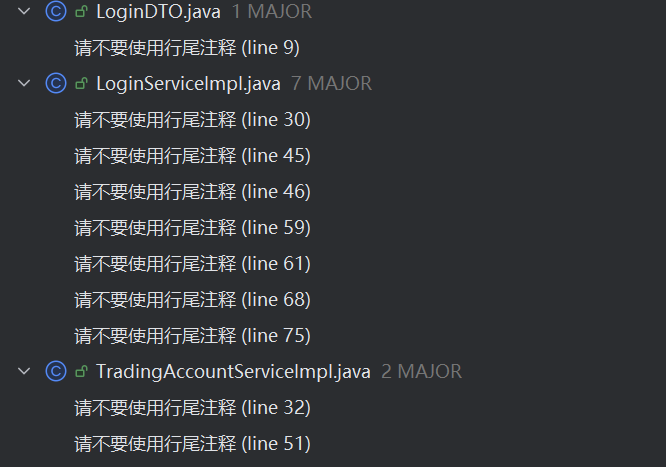 LoginDTO.java 1 MAJOR
请不要使用行尾注释 (line 9)
LoginServiceImpl.java 7 MAJOR
请不要使用行尾注释 (line 30)
请不要使用行尾注释 (line 45)
请不要使用行尾注释 (line 46)
请不要使用行尾注释 (line 59)
请不要使用行尾注释 (line 61)
请不要使用行尾注释 (line 68)
请不要使用行尾注释 (line 75)
TradingAccountServiceImpl.java 2 MAJOR
请不要使用行尾注释 (line 32)
请不要使用行尾注释 (line 51)